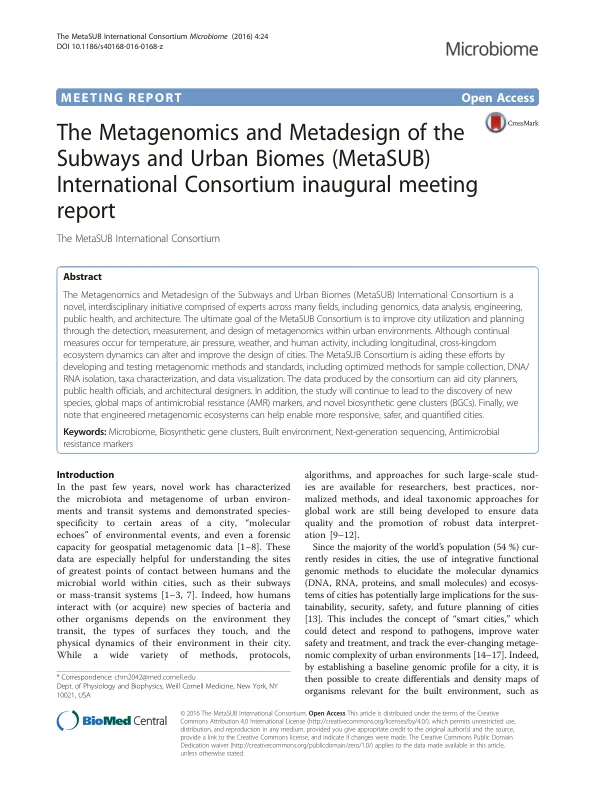 The MetaSUB International Consortium Microbiome (2016) 4:24
DOI 10.1186/s40168-016-0168-z
Microbiome
MEETING REPORT
Open Access
CrossMark
The Metagenomics and Metadesign of the
Subways and Urban Biomes (MetaSUB)
International Consortium inaugural meeting
report
The MetaSUB International Consortium
Abstract
The Metagenomics and Metadesign of the Subways and Urban Biomes (MetaSUB) International Consortium is a
novel, interdisciplinary initiative comprised of experts across many fields, including genomics, data analysis, engineering,
public health, and architecture. The ultimate goal of the MetaSUB Consortium is to improve city utilization and planning
through the detection, measurement, and design of metagenomics within urban environments. Although continual
measures occur for temperature, air pressure, weather, and human activity, including longitudinal, cross-kingdom
ecosystem dynamics can alter and improve the design of cities. The MetaSUB Consortium is aiding these efforts by
developing and testing metagenomic methods and standards, including optimized methods for sample collection, DNA/
RNA isolation, taxa characterization, and data visualization. The data produced by the consortium can aid city planners,
public health officials, and architectural designers. In addition, the study will continue to lead to the discovery of new
species, global maps of antimicrobial resistance (AMR) markers, and novel biosynthetic gene clusters (BGCs). Finally, we
note that engineered metagenomic ecosystems can help enable more responsive, safer, and quantified cities.
Keywords: Microbiome, Biosynthetic gene clusters, Built environment, Next-generation sequencing, Antimicrobial
resistance markers
Introduction
In the past few years, novel work has characterized
the microbiota and metagenome of urban environ-
ments and transit systems and demonstrated species-
specificity to certain areas of a city, “molecular
echoes” of environmental events, and even a forensic
capacity for geospatial metagenomic data [1–8]. These
data are especially helpful for understanding the sites
of greatest points of contact between humans and the
microbial world within cities, such as their subways
or mass-transit systems [1–3, 7]. Indeed, how humans
interact with (or acquire) new species of bacteria and
other organisms depends on the environment they
transit, the types of surfaces they touch, and the
physical dynamics of their environment in their city.
While a wide variety of methods, protocols,
* Correspondence: chm2042@med.cornell.edu
Dept. of Physiology and Biophysics, Weill Cornell Medicine, New York, NY
10021, USA
algorithms, and approaches for such large-scale stud-
ies are available for researchers, best practices, nor-
malized methods, and ideal taxonomic approaches for
global work are still being developed to ensure data
quality and the promotion of robust data interpret-
ation [9–12].
Since the majority of the world’s population (54 %) cur-
rently resides in cities, the use of integrative functional
genomic methods to elucidate the molecular dynamics
(DNA, RNA, proteins, and small molecules) and ecosys-
tems of cities has potentially large implications for the sus-
tainability, security, safety, and future planning of cities
[13]. This includes the concept of “smart cities,” which
could detect and respond to pathogens, improve water
safety and treatment, and track the ever-changing metage-
nomic complexity of urban environments [14–17]. Indeed,
by establishing a baseline genomic profile for a city, it is
then possible to create differentials and density maps of
organisms relevant for the built environment, such as
BioMed Central
© 2016 The MetaSUB International Consortium. Open Access This article is distributed under the terms of the Creative
Commons Attribution 4.0 International License (http://creativecommons.org/licenses/by/4.0/), which permits unrestricted use,
distribution, and reproduction in any medium, provided you give appropriate credit to the original author(s) and the source,
provide a link to the Creative Commons license, and indicate if changes were made. The Creative Commons Public Domain
Dedication waiver (http://creativecommons.org/publicdomain/zero/1.0/) applies to the data made available in this article,
unless otherwise stated.